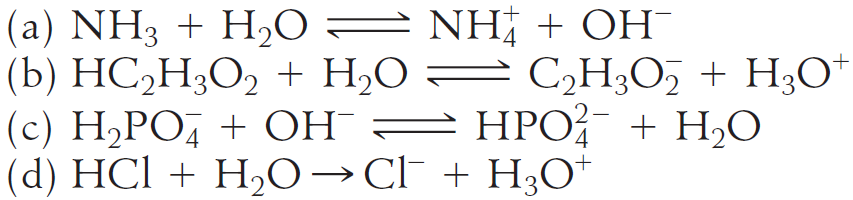 (a) NH₃ + H₂O ⇌ NH₄⁺ + OH⁻
(b) HC₂H₃O₂ + H₂O ⇌ C₂H₃O₂⁻ + H₃O⁺
(c) H₂PO₄⁻ + OH⁻ ⇌ HPO₄²⁻ + H₂O
(d) HCl + H₂O → Cl⁻ + H₃O⁺